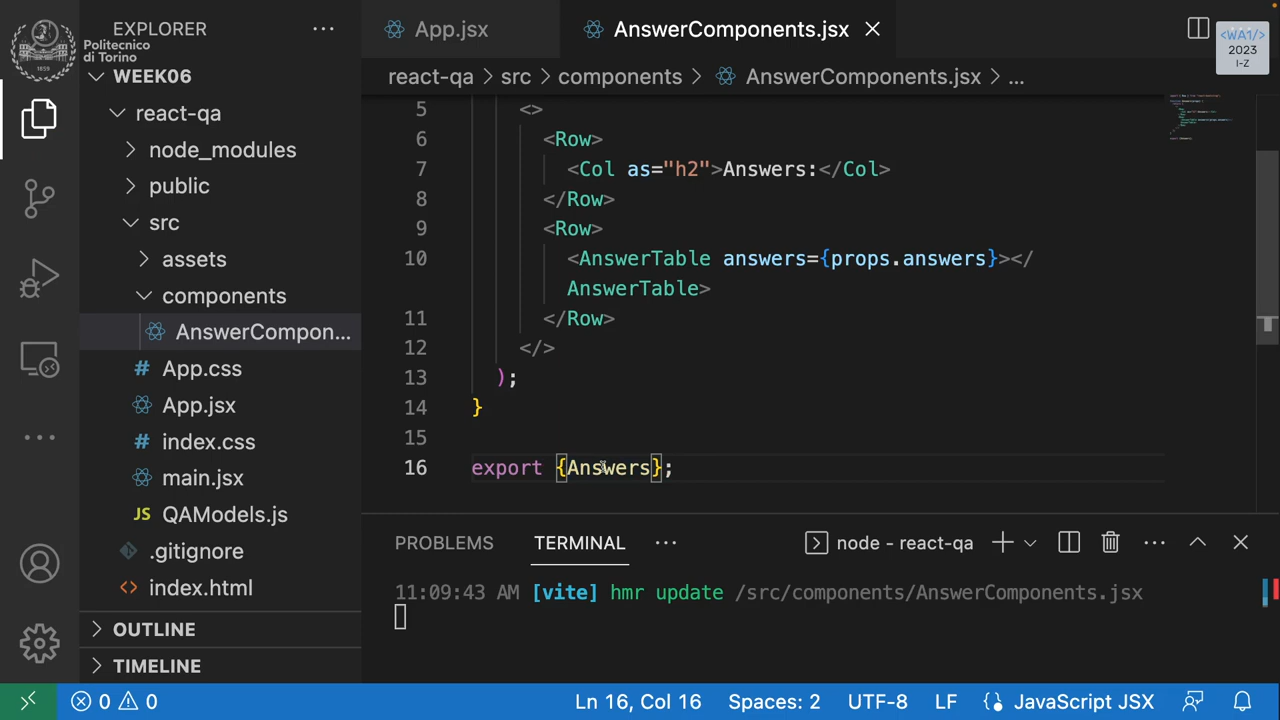 EXPLORER
App.jsx
AnswerComponents.jsx
Politecnico
di Torino
1859
<WA1/>
2023
I-Z
WEEK06
react-qa > src > components > AnswerComponents.jsx > ...
react-qa
node_modules
public
src
assets
components
AnswerCompon...
App.css
App.jsx
index.css
main.jsx
QAModels.js
.gitignore
index.html
OUTLINE
TIMELINE
5 <>
6 <Row>
7 <Col as="h2">Answers:</Col>
8 </Row>
9 <Row>
10 <AnswerTable answers={props.answers}></
AnswerTable>
11 </Row>
12 </>
13 );
14 }
15
16 export {Answers};
PROBLEMS
TERMINAL
node - react-qa
11:09:43 AM [vite] hmr update /src/components/AnswerComponents.jsx
0 0
Ln 16, Col 16
Spaces: 2
UTF-8
LF
JavaScript JSX